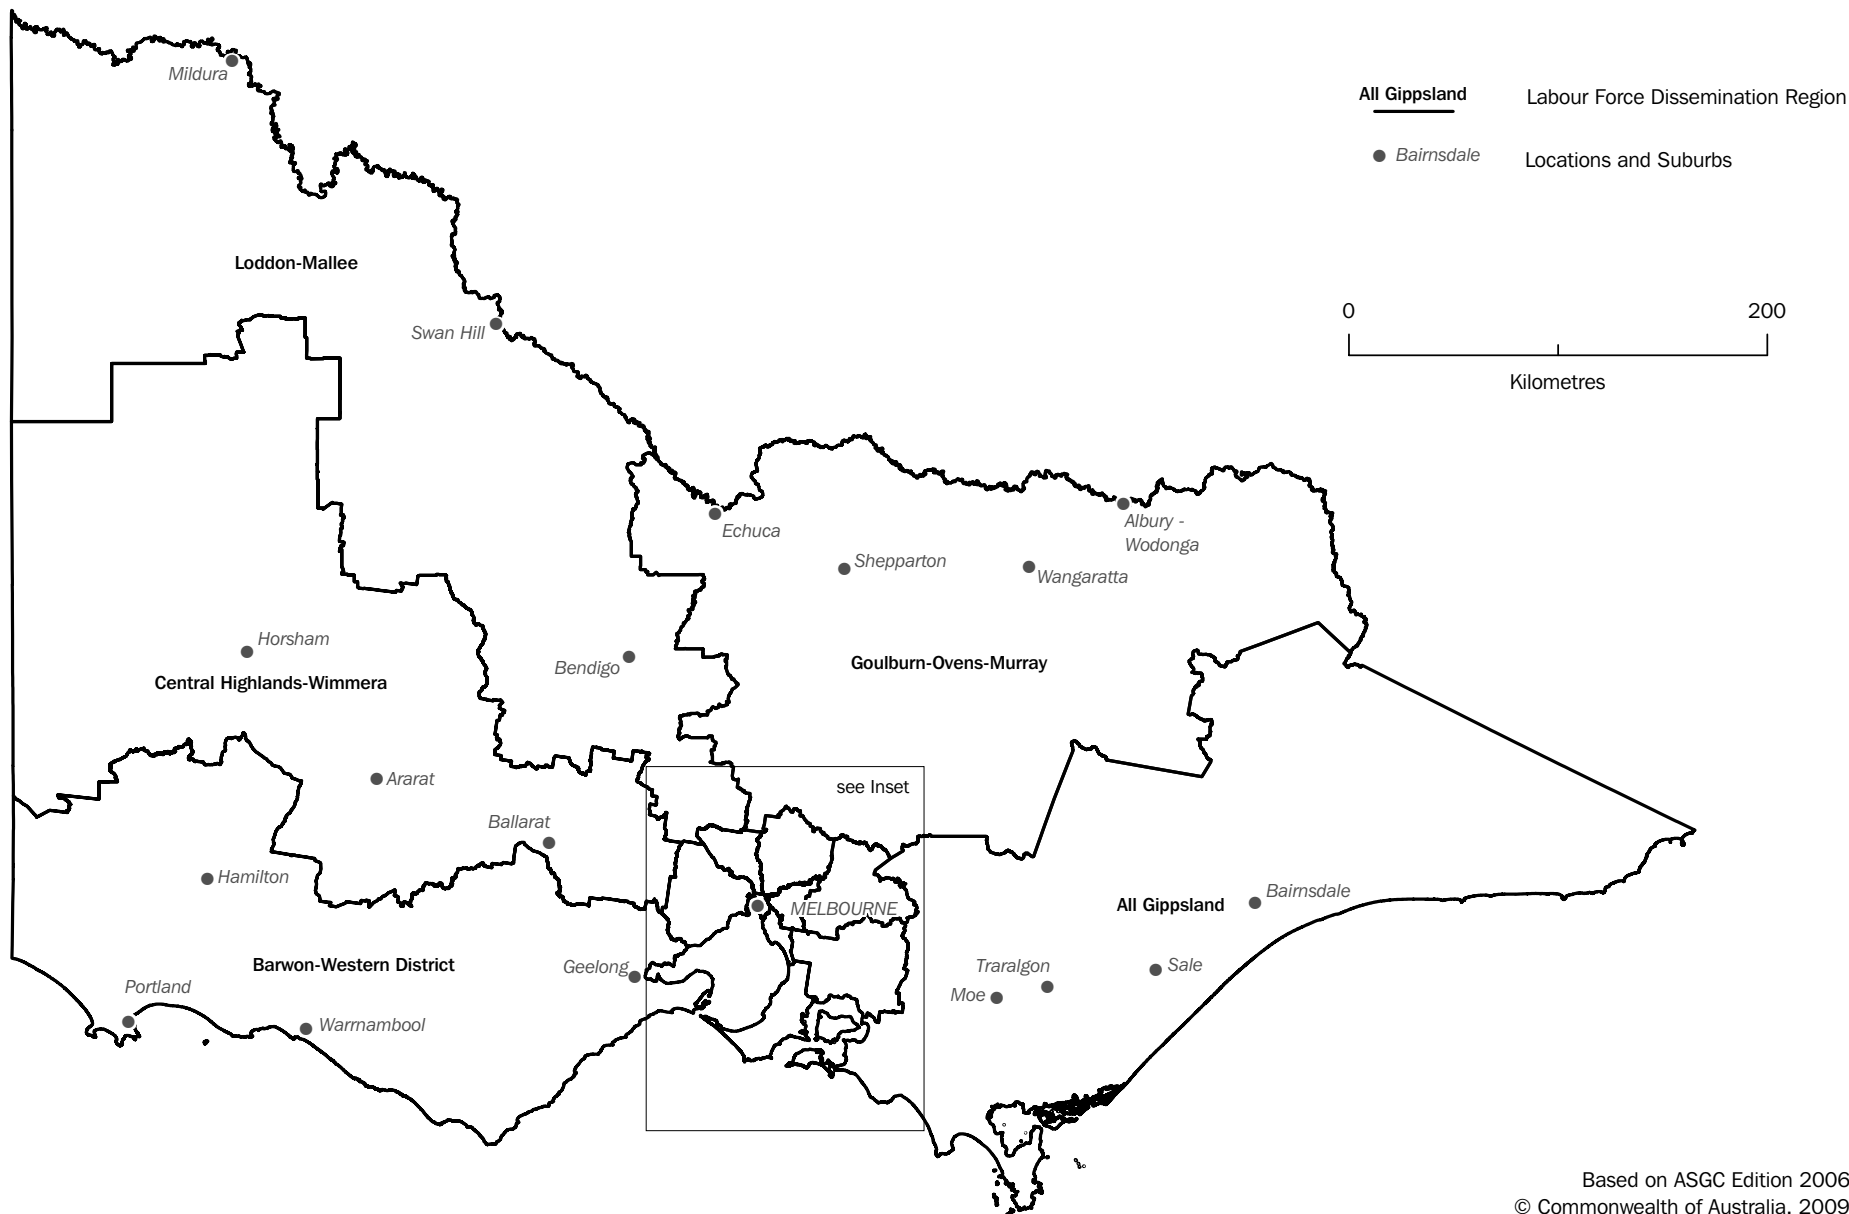 Mildura
All Gippsland
Labour Force Dissemination Region
Bairnsdale
Locations and Suburbs
Loddon-Mallee
0
200
Swan Hill
Kilometres
Echuca
Albury -
Wodonga
Shepparton
Wangaratta
Horsham
Bendigo
Goulburn-Ovens-Murray
Central Highlands-Wimmera
Ararat
see Inset
Ballarat
Hamilton
MELBOURNE
Bairnsdale
All Gippsland
Barwon-Western District
Geelong
Traralgon
Sale
Portland
Moe
Warrnambool
Based on ASGC Edition 2006
© Commonwealth of Australia, 2009